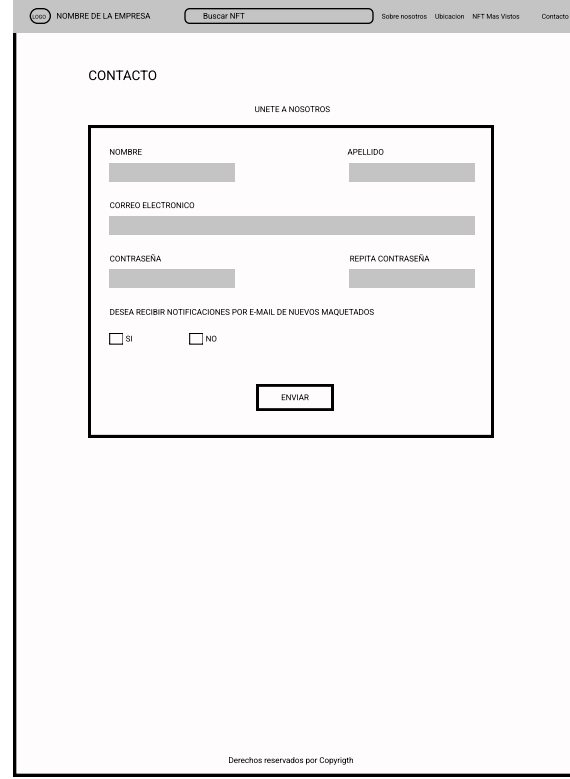 LOGO NOMBRE DE LA EMPRESA Buscar NFT Sobre nosotros Ubicacion NFT Mas Vistos Contacto
CONTACTO
UNETE A NOSOTROS
NOMBRE APELLIDO
CORREO ELECTRONICO
CONTRASEÑA REPITA CONTRASEÑA
DESEA RECIBIR NOTIFICACIONES POR E-MAIL DE NUEVOS MAQUETADOS
SI NO
ENVIAR
Derechos reservados por Copyrigth